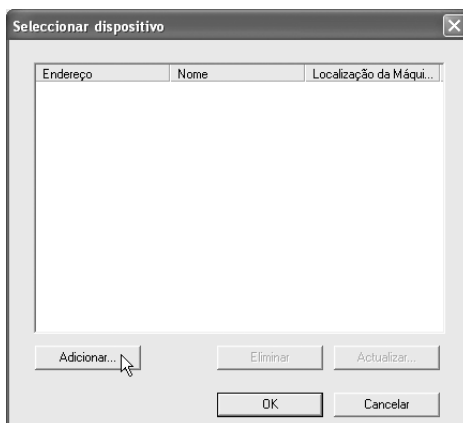 Seleccionar dispositivo
Endereço Nome Localização da Máqui...
Adicionar... Eliminar Actualizar...
OK Cancelar